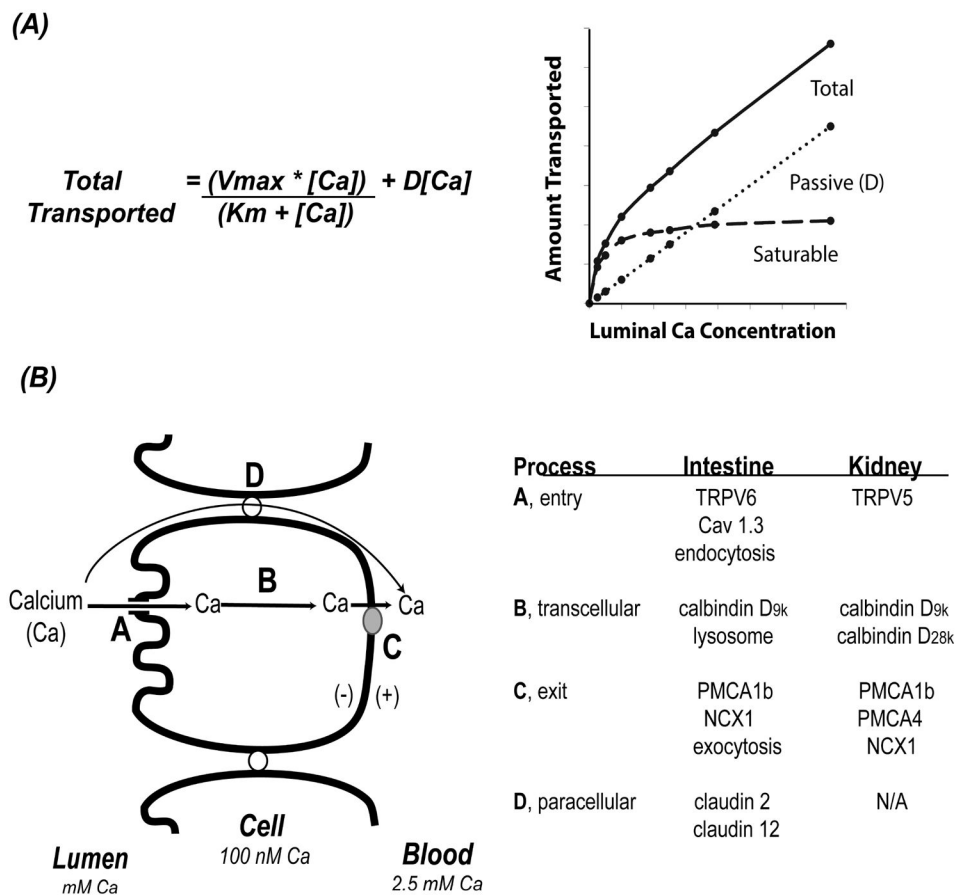 (A)
Total = (Vmax * [Ca]) + D[Ca]
Transported (Km + [Ca])
Amount Transported
Total
Passive (D)
Saturable
Luminal Ca Concentration
(B)
D
B
Calcium Ca Ca Ca
(Ca) A C
(-) (+)
Cell
100 nM Ca
Lumen
mM Ca
Blood
2.5 mM Ca
Process Intestine Kidney
A, entry TRPV6 TRPV5
Cav 1.3
endocytosis
B, transcellular calbindin D9k calbindin D9k
lysosome calbindin D28k
C, exit PMCA1b PMCA1b
NCX1 PMCA4
exocytosis NCX1
D, paracellular claudin 2 N/A
claudin 12